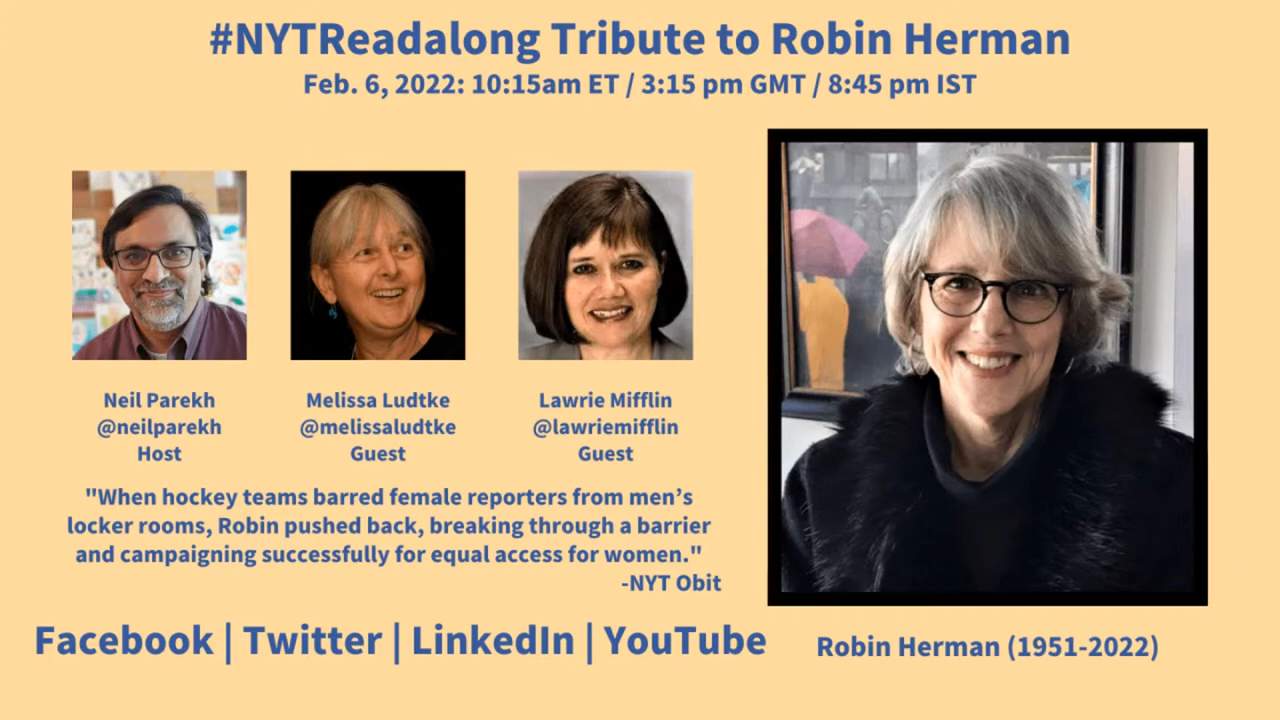 #NYTReadalong Tribute to Robin Herman
Feb. 6, 2022: 10:15am ET / 3:15 pm GMT / 8:45 pm IST
Neil Parekh
@neilparekh
Host
Melissa Ludtke
@melissaludtke
Guest
Lawrie Mifflin
@lawriemifflin
Guest
"When hockey teams barred female reporters from men’s
locker rooms, Robin pushed back, breaking through a barrier
and campaigning successfully for equal access for women."
-NYT Obit
Facebook | Twitter | LinkedIn | YouTube
Robin Herman (1951-2022)